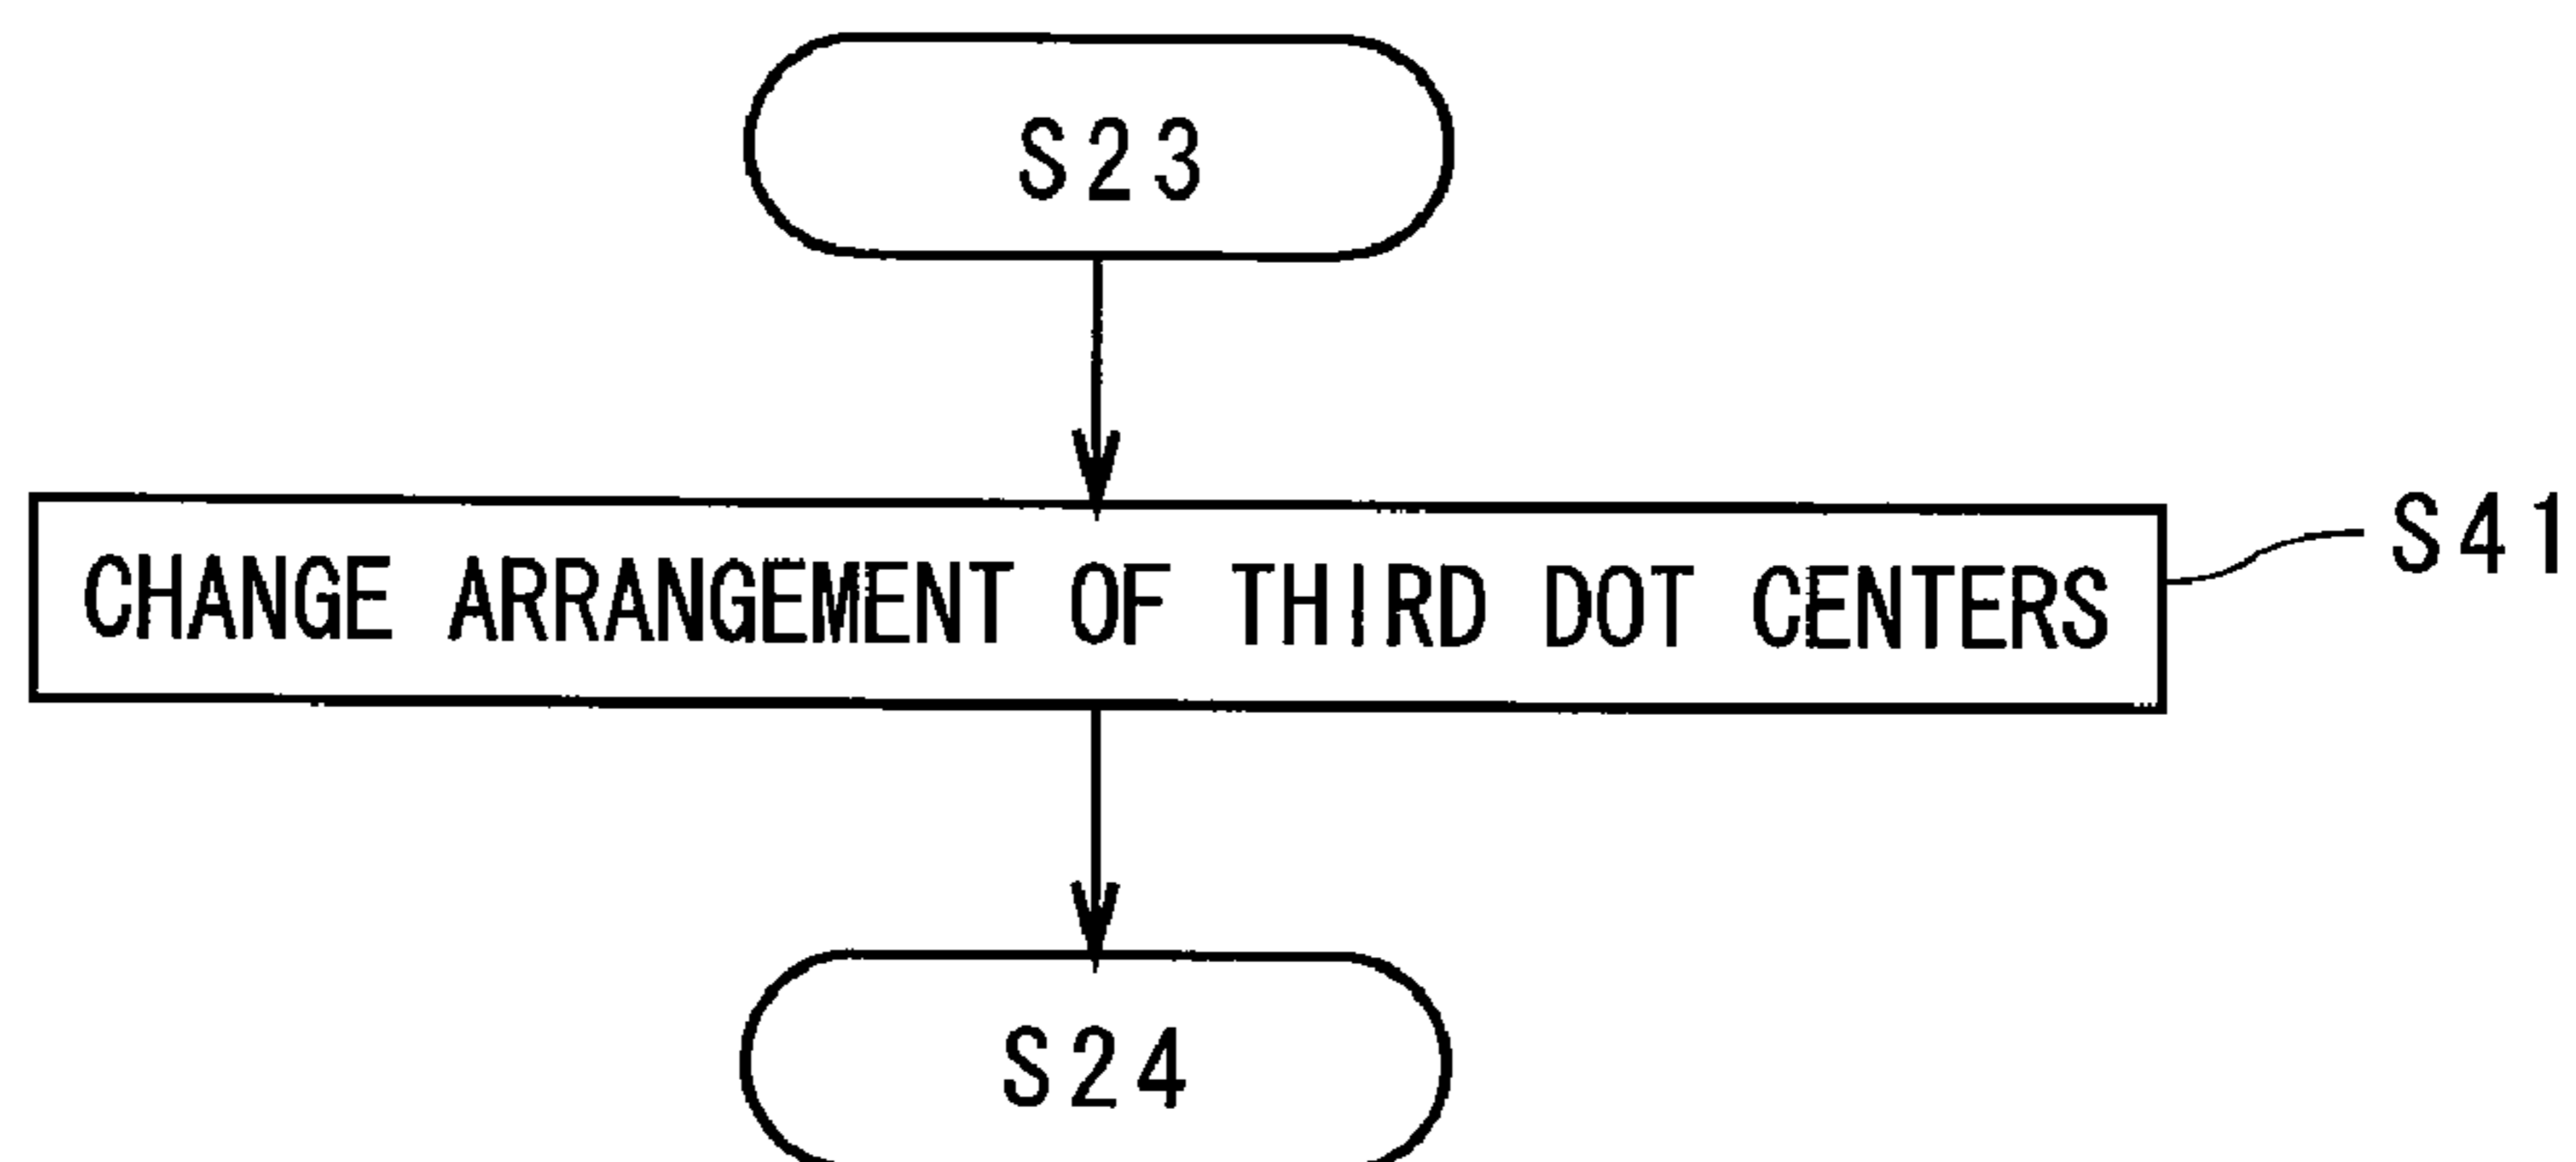 S23
CHANGE ARRANGEMENT OF THIRD DOT CENTERS
S41
S24